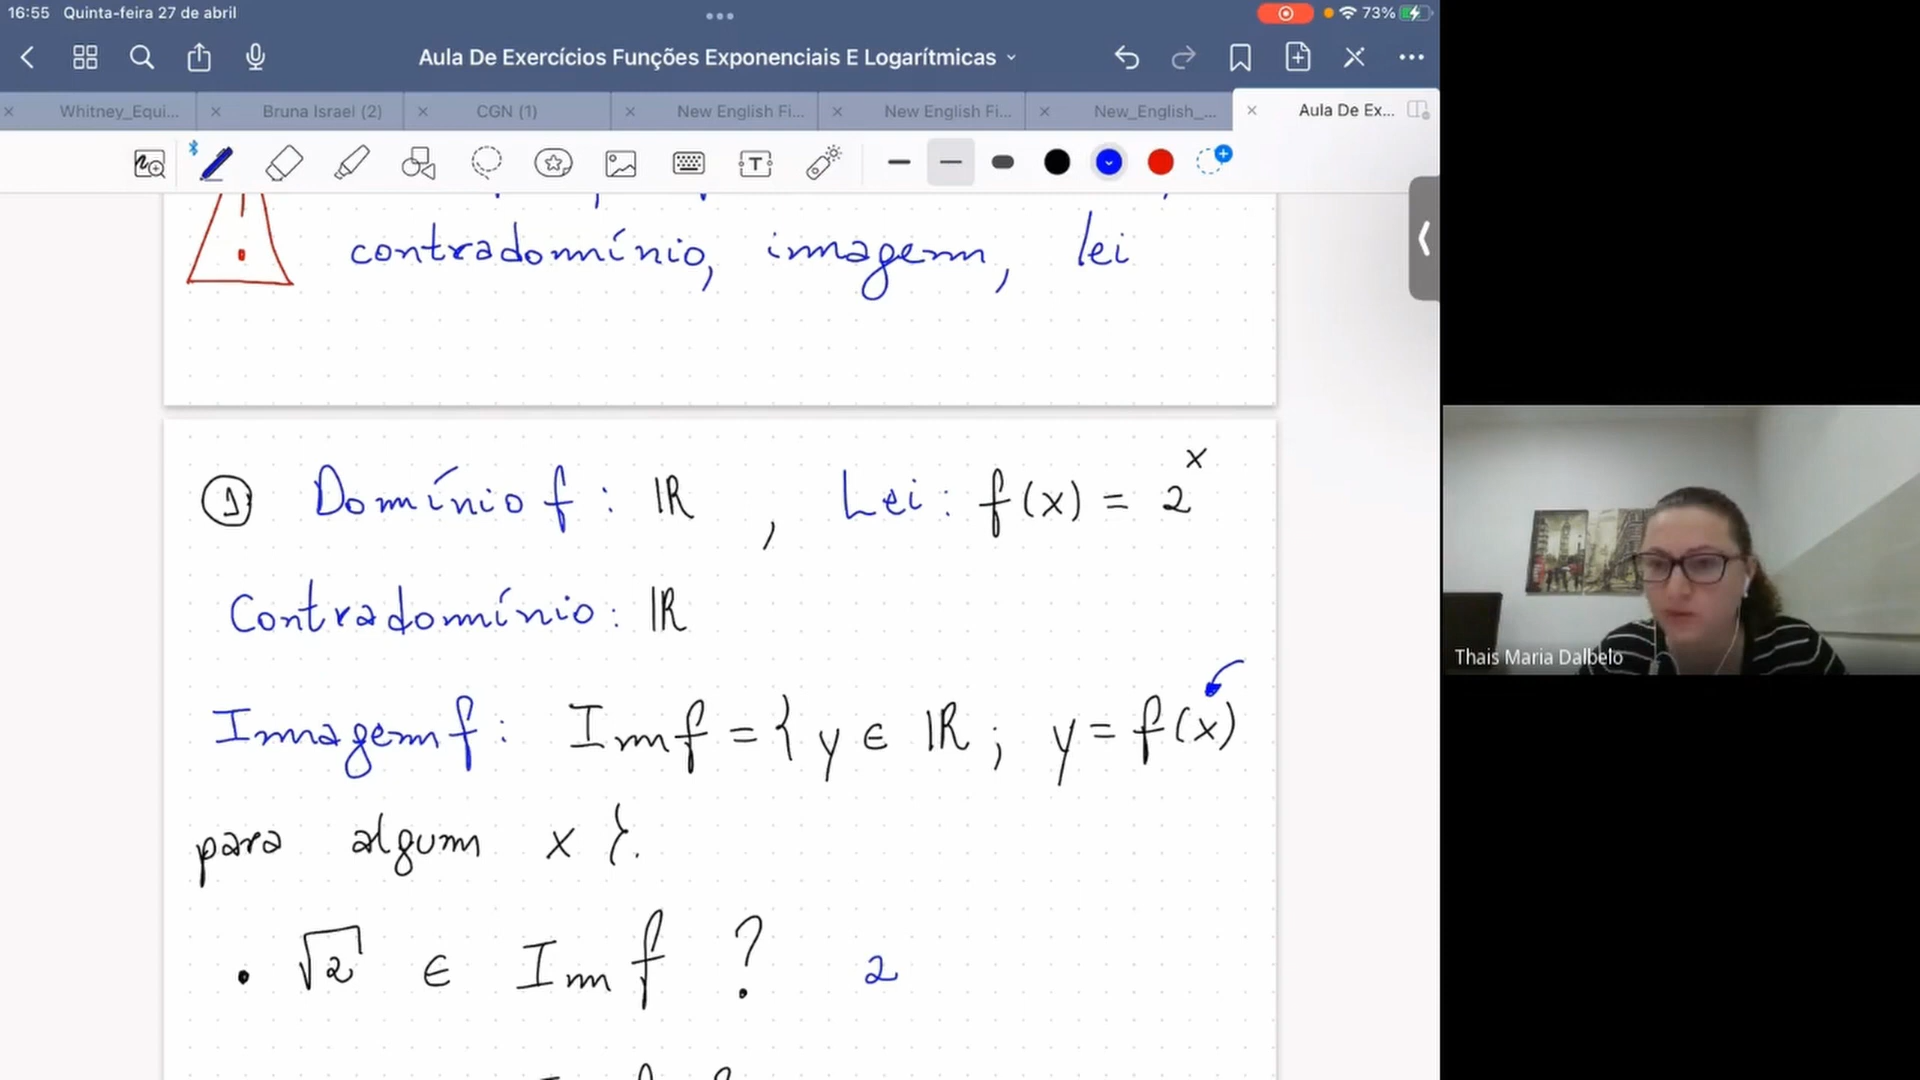 16:55 Quinta-feira 27 de abril
73%
Aula De Exercícios Funções Exponenciais E Logarítmicas
Whitney_Equi... Bruna Israel (2) CGN (1) New English Fi... New English Fi... New_English_... Aula De Ex...
contradomínio, imagem, lei
① Domínio f : ℝ , Lei : f(x) = 2^x
Contradomínio : ℝ
Imagem f : Im f = { y ∈ ℝ ; y = f(x)
para algum x }.
• √2 ∈ Im f ? 2
Thais Maria Dalbelo